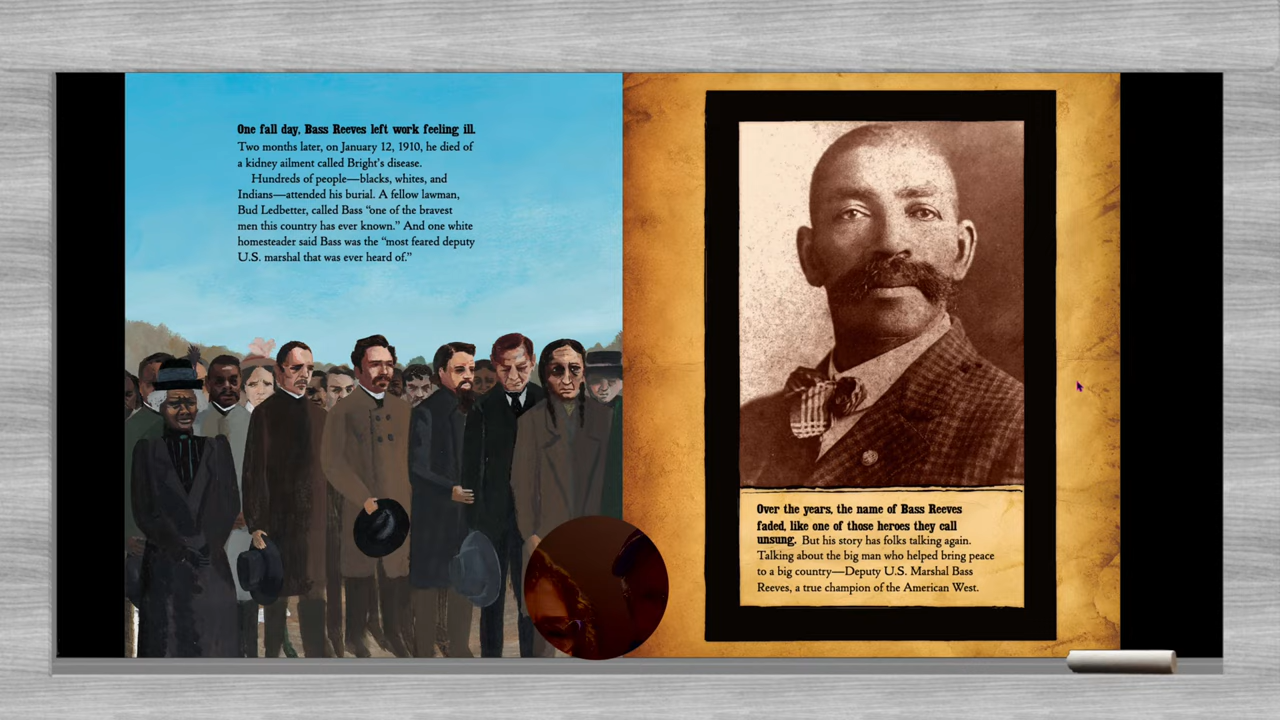 One fall day, Bass Reeves left work feeling ill.
Two months later, on January 12, 1910, he died of
a kidney ailment called Bright's disease.
Hundreds of people—blacks, whites, and
Indians—attended his burial. A fellow lawman,
Bud Ledbetter, called Bass “one of the bravest
men this country has ever known.” And one white
homesteader said Bass was the “most feared deputy
U.S. marshal that was ever heard of.”
Over the years, the name of Bass Reeves
faded, like one of those heroes they call
unsung. But his story has folks talking again.
Talking about the big man who helped bring peace
to a big country—Deputy U.S. Marshal Bass
Reeves, a true champion of the American West.